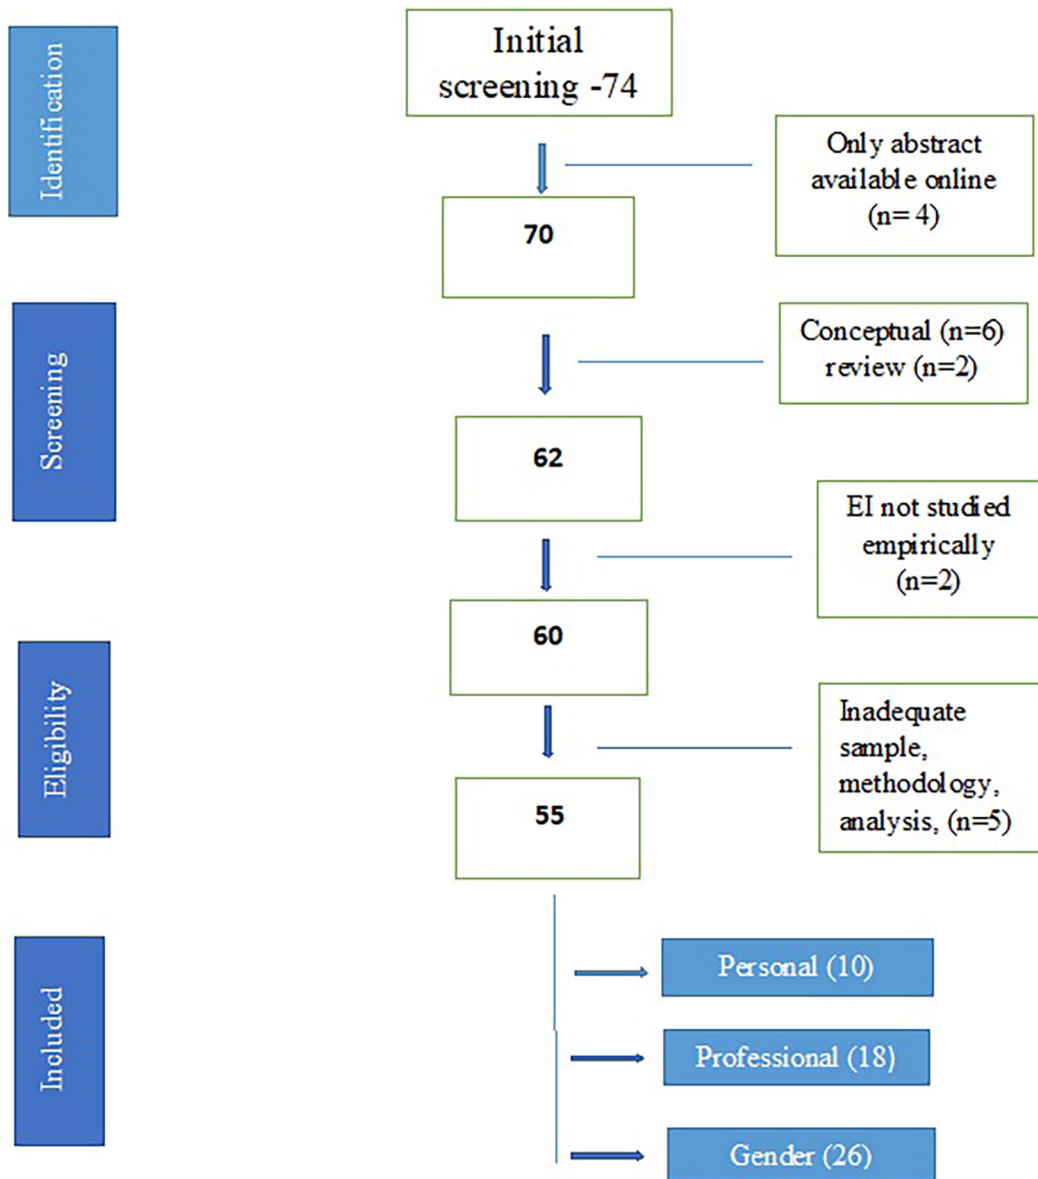 Identification
Initial
screening -74
Only abstract
available online
(n= 4)
70
Screening
Conceptual (n=6)
review (n=2)
62
EI not studied
empirically
(n=2)
60
Eligibility
Inadequate
sample,
methodology,
analysis, (n=5)
55
Included
Personal (10)
Professional (18)
Gender (26)